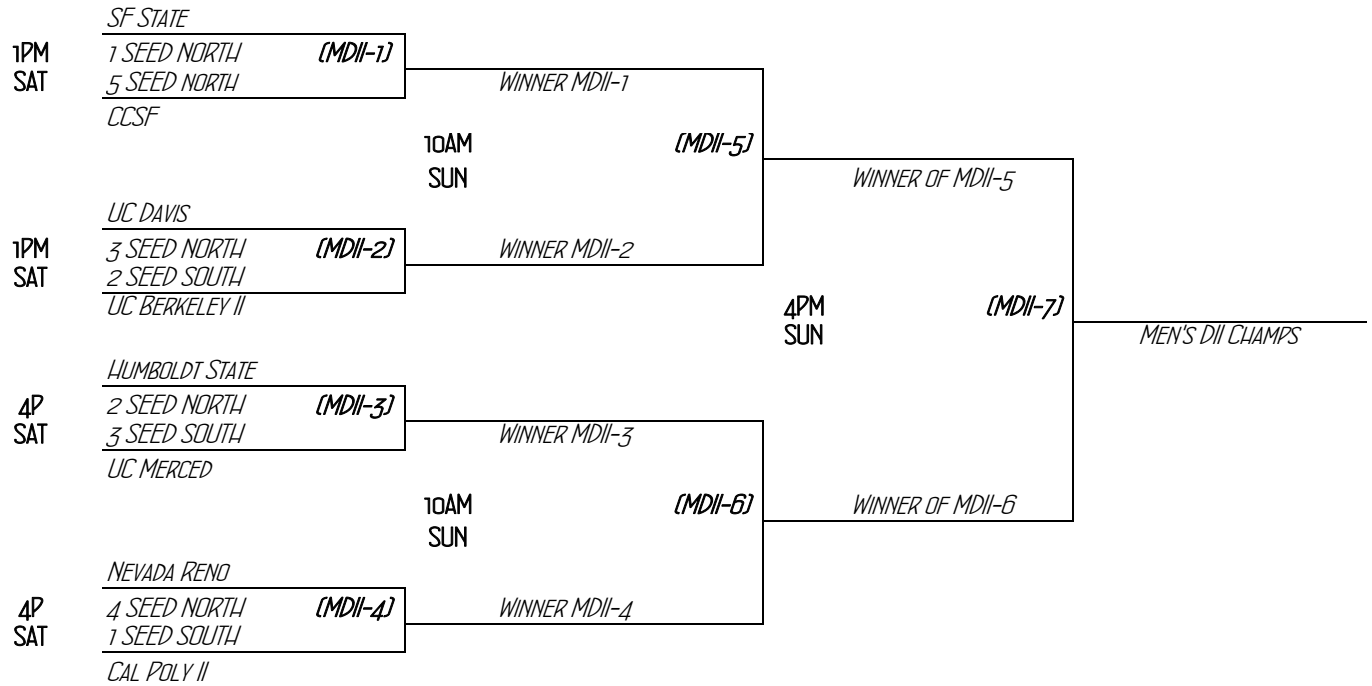 SF STATE
1PM 1 SEED NORTH (MDII-1)
SAT 5 SEED NORTH WINNER MDII-1
CCSF
10AM (MDII-5)
SUN WINNER OF MDII-5
UC DAVIS
1PM 3 SEED NORTH (MDII-2) WINNER MDII-2
SAT 2 SEED SOUTH
UC BERKELEY II
4PM (MDII-7)
SUN MEN'S DII CHAMPS
HUMBOLDT STATE
4P 2 SEED NORTH (MDII-3)
SAT 3 SEED SOUTH WINNER MDII-3
UC MERCED
10AM (MDII-6) WINNER OF MDII-6
SUN
NEVADA RENO
4P 4 SEED NORTH (MDII-4) WINNER MDII-4
SAT 1 SEED SOUTH
CAL POLY II